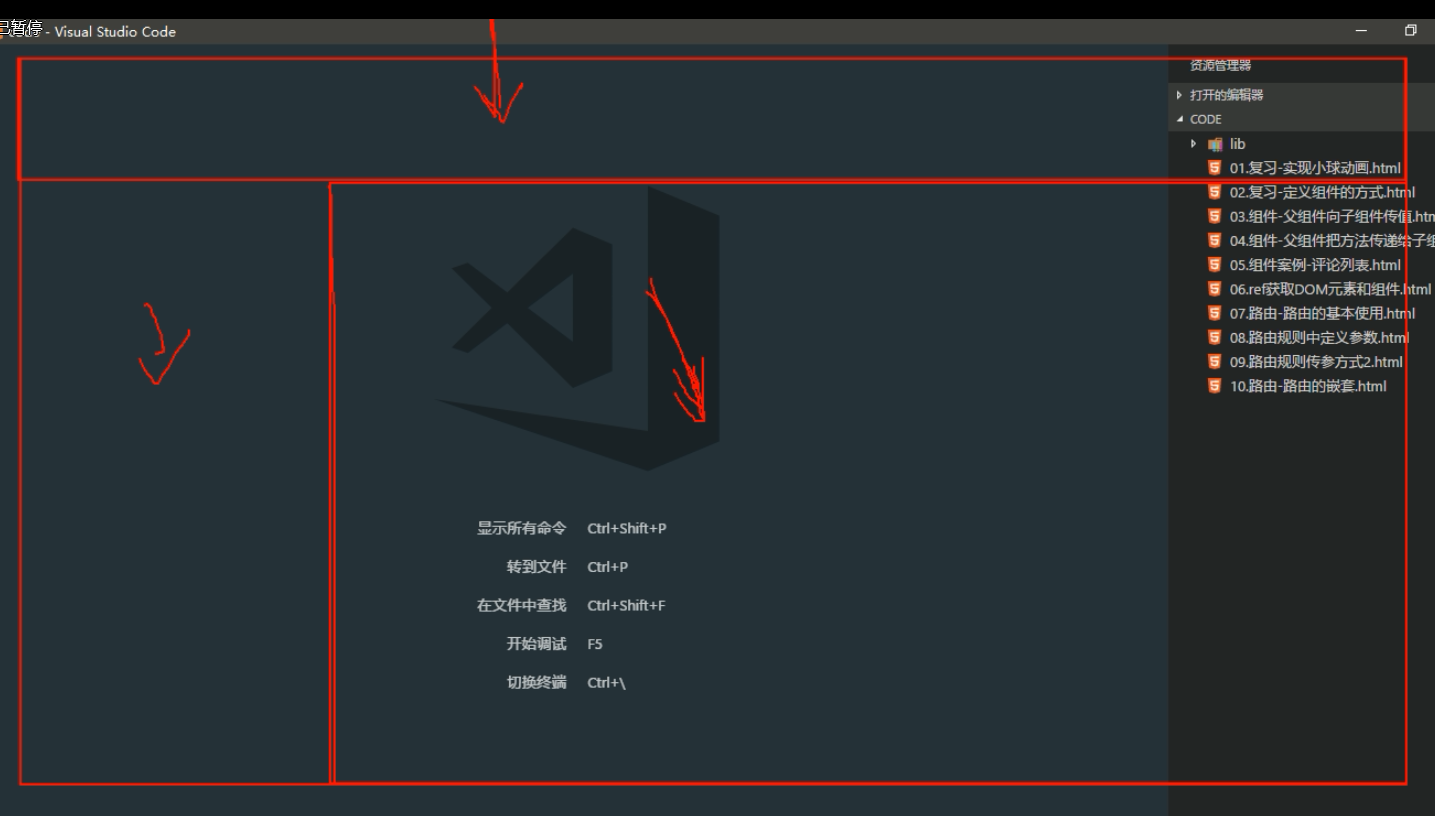 已暂停 - Visual Studio Code
资源管理器
打开的编辑器
CODE
lib
01.复习-实现小球动画.html
02.复习-定义组件的方式.html
03.组件-父组件向子组件传值.htm
04.组件-父组件把方法传递给子组
05.组件案例-评论列表.html
06.ref获取DOM元素和组件.html
07.路由-路由的基本使用.html
08.路由规则中定义参数.html
09.路由规则传参方式2.html
10.路由-路由的嵌套.html
显示所有命令 Ctrl+Shift+P
转到文件 Ctrl+P
在文件中查找 Ctrl+Shift+F
开始调试 F5
切换终端 Ctrl+\